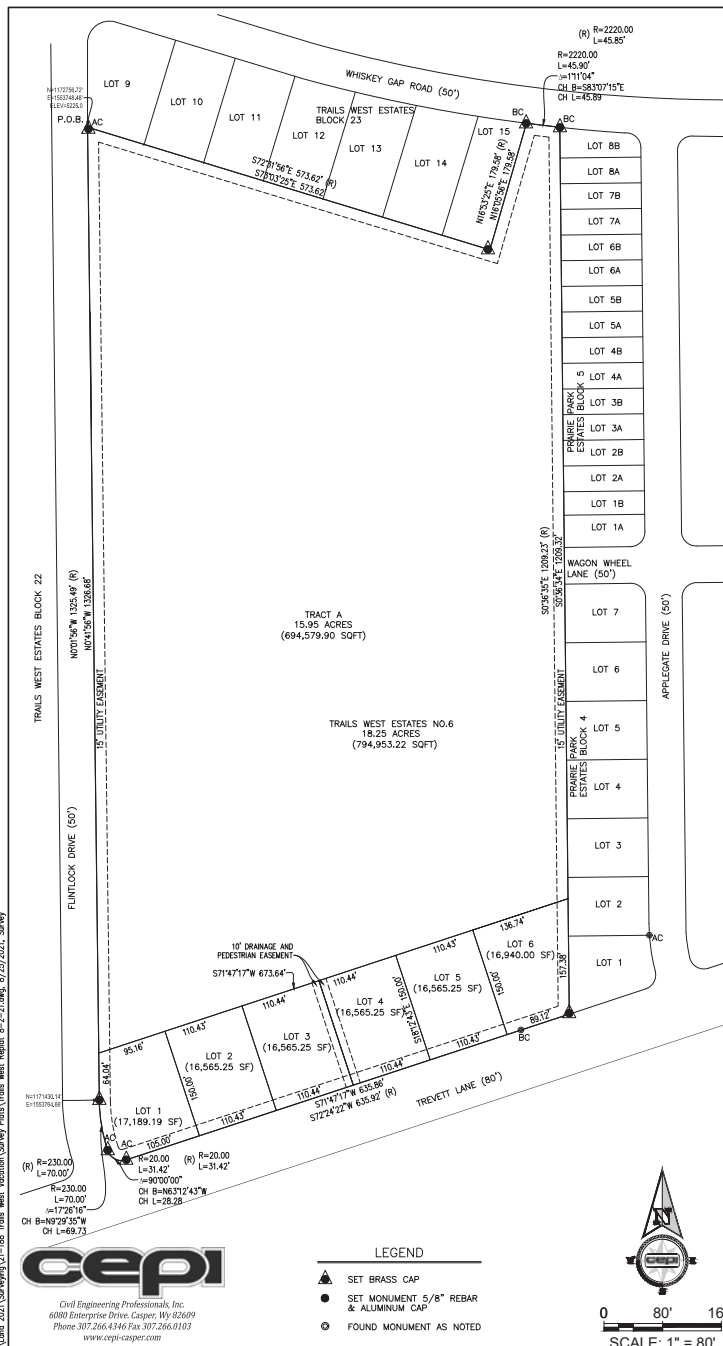 (R) R=2220.00
L=45.85'
R=2220.00
L=45.90'
Δ=1°11'04"
CH B=S83°07'15"E
CH L=45.89
WHISKEY GAP ROAD (50')
N=1172756.72'
E=1553748.48'
ELEV=5225.0
P.O.B.
AC
BC
BC
LOT 9
LOT 10
LOT 11
LOT 12
LOT 13
LOT 14
LOT 15
TRAILS WEST ESTATES
BLOCK 23
S72°31'56"E 573.62' (R)
S73°03'25"E 573.62'
N16°53'25"E 179.58' (R)
N16°05'56"E 179.58'
LOT 8B
LOT 8A
LOT 7B
LOT 7A
LOT 6B
LOT 6A
LOT 5B
LOT 5A
LOT 4B
LOT 4A
LOT 3B
LOT 3A
LOT 2B
LOT 2A
LOT 1B
LOT 1A
PRAIRIE PARK
ESTATES BLOCK 5
WAGON WHEEL
LANE (50')
S0°36'35"E 1209.23' (R)
S0°36'34"E 1209.32'
APPLEGATE DRIVE (50')
TRAILS WEST ESTATES BLOCK 22
N0°01'56"W 1325.49' (R)
N0°41'56"W 1326.68'
15' UTILITY EASEMENT
FLINTLOCK DRIVE (50')
TRACT A
15.95 ACRES
(694,579.90 SQFT)
TRAILS WEST ESTATES NO.6
18.25 ACRES
(794,953.22 SQFT)
15' UTILITY EASEMENT
PRAIRIE PARK
ESTATES BLOCK 4
LOT 7
LOT 6
LOT 5
LOT 4
LOT 3
LOT 2
LOT 1
AC
10' DRAINAGE AND
PEDESTRIAN EASEMENT
S71°47'17"W 673.64'
95.16'
110.43'
110.44'
110.44'
110.43'
136.74'
157.38'
64.04'
150.00'
S18°12'43"E 150.00'
150.00'
LOT 1
(17,189.19 SF)
LOT 2
(16,565.25 SF)
LOT 3
(16,565.25 SF)
LOT 4
(16,565.25 SF)
LOT 5
(16,565.25 SF)
LOT 6
(16,940.00 SF)
105.00'
110.43'
110.44'
110.44'
110.43'
89.12'
BC
S71°47'17"W 635.86'
S72°24'22"W 635.92' (R)
TREVETT LANE (80')
N=1171430.14'
E=1553764.66'
AC
AC
(R) R=230.00
L=70.00'
R=230.00
L=70.00'
Δ=17°26'16"
CH B=N9°29'35"W
CH L=69.73
R=20.00
L=31.42'
Δ=90°00'00"
CH B=N63°12'43"W
CH L=28.28
(R) R=20.00
L=31.42'
cepi
Civil Engineering Professionals, Inc.
6080 Enterprise Drive. Casper, Wy 82609
Phone 307.266.4346 Fax 307.266.0103
www.cepi-casper.com
LEGEND
SET BRASS CAP
SET MONUMENT 5/8" REBAR
& ALUMINUM CAP
FOUND MONUMENT AS NOTED
N
cepi
0 80' 16
SCALE: 1" = 80'